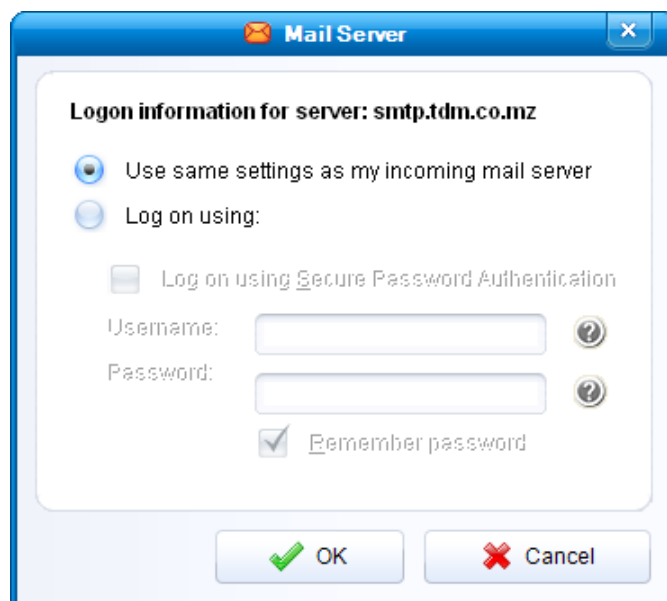 Mail Server
Logon information for server: smtp.tdm.co.mz
Use same settings as my incoming mail server
Log on using:
Log on using Secure Password Authentication
Username:
Password:
Remember password
OK
Cancel